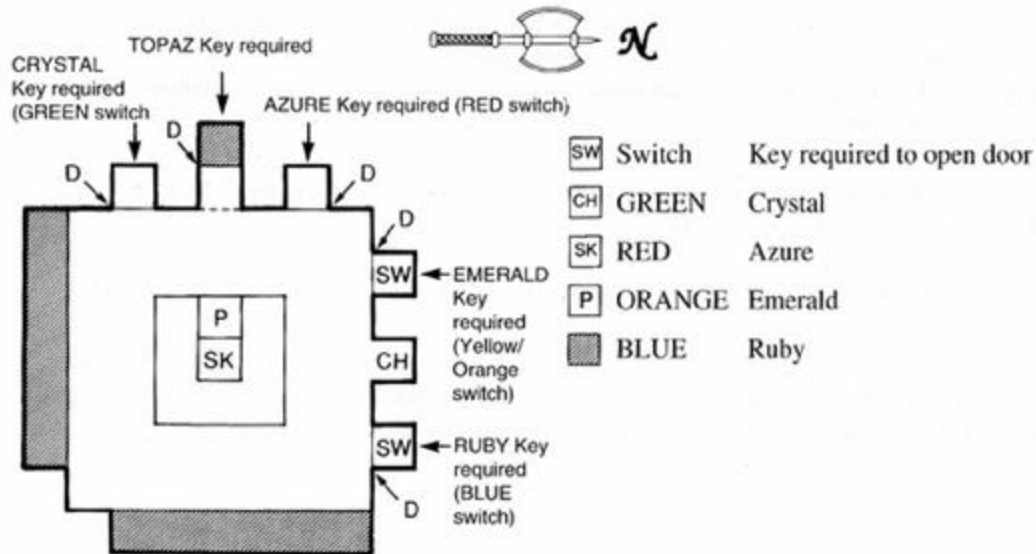 TOPAZ Key required
N
CRYSTAL
Key required
(GREEN switch
AZURE Key required (RED switch)
D
D
D
D
SW
EMERALD
Key
required
(Yellow/
Orange
switch)
P
SK
CH
SW
RUBY Key
required
(BLUE
switch)
D
SW Switch Key required to open door
CH GREEN Crystal
SK RED Azure
P ORANGE Emerald
BLUE Ruby